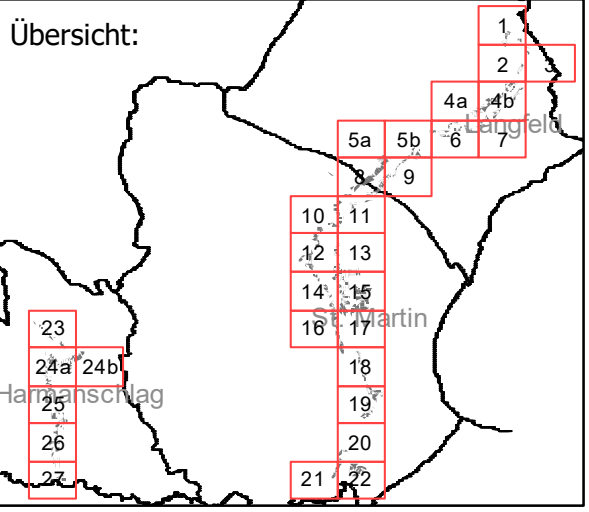 Übersicht:
1
2 3
4a 4b
Langfeld
5a 5b 6 7
8 9
10 11
12 13
14 15
St. Martin
16 17
23
18
24a 24b
Harmanschlag
25 19
26 20
27 21 22